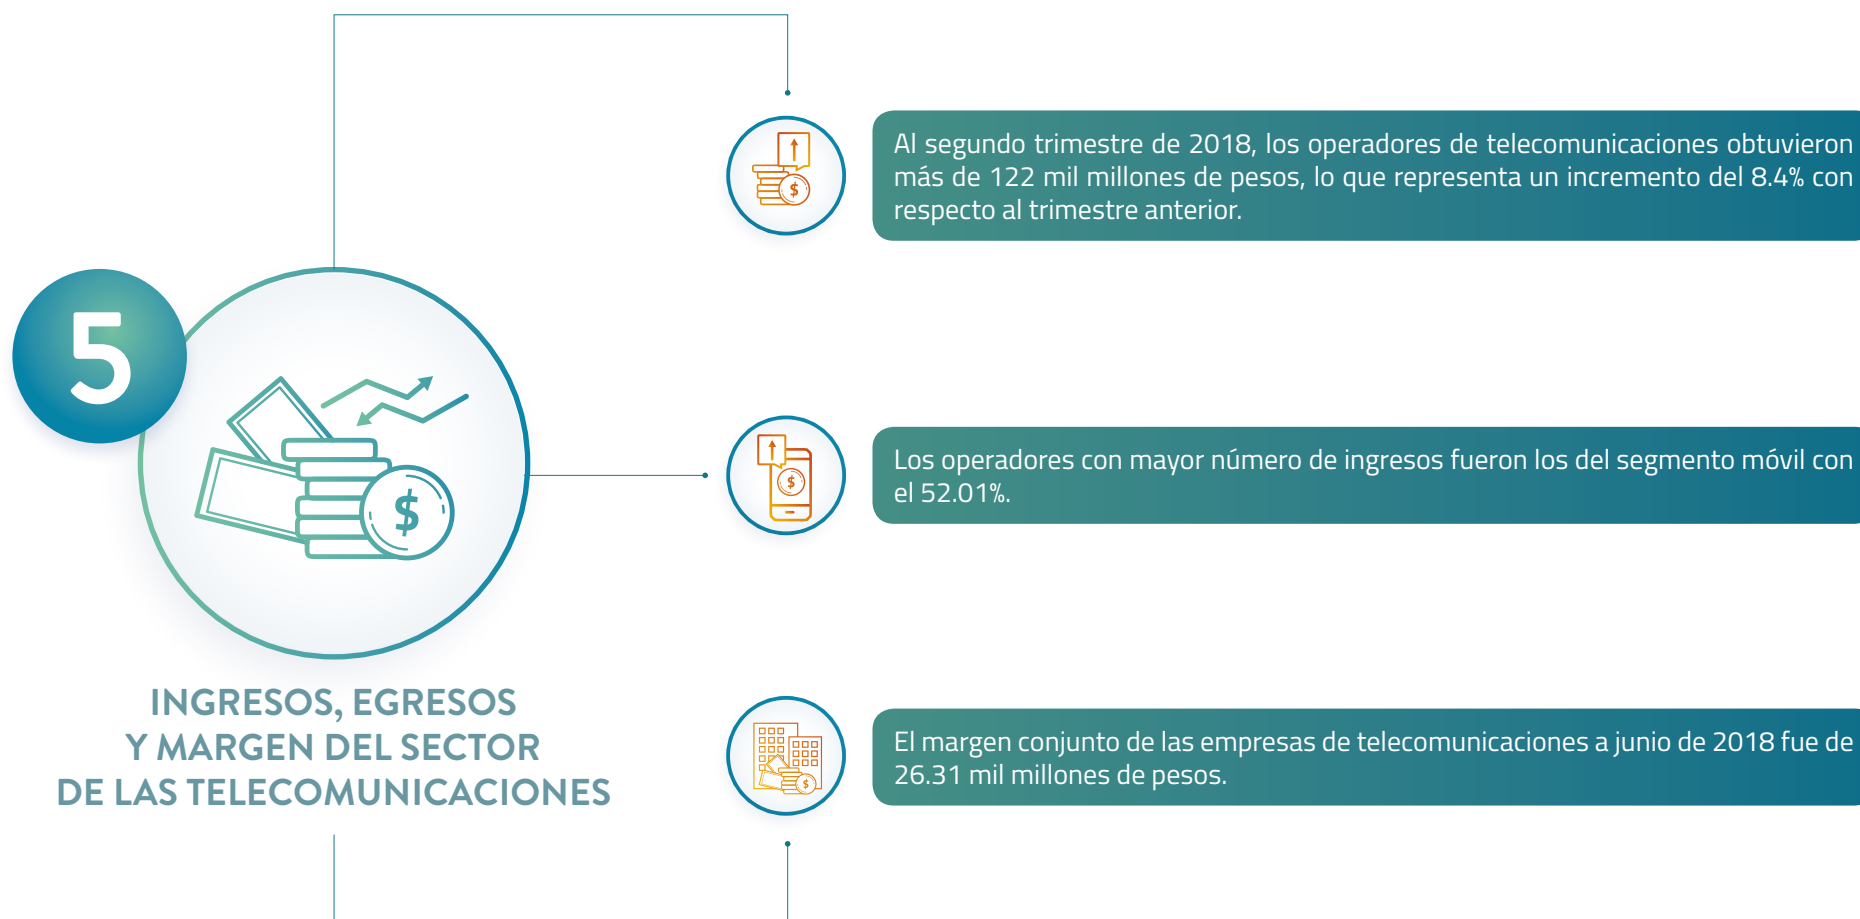 5
INGRESOS, EGRESOS
Y MARGEN DEL SECTOR
DE LAS TELECOMUNICACIONES
Al segundo trimestre de 2018, los operadores de telecomunicaciones obtuvieron
más de 122 mil millones de pesos, lo que representa un incremento del 8.4% con
respecto al trimestre anterior.
Los operadores con mayor número de ingresos fueron los del segmento móvil con
el 52.01%.
El margen conjunto de las empresas de telecomunicaciones a junio de 2018 fue de
26.31 mil millones de pesos.